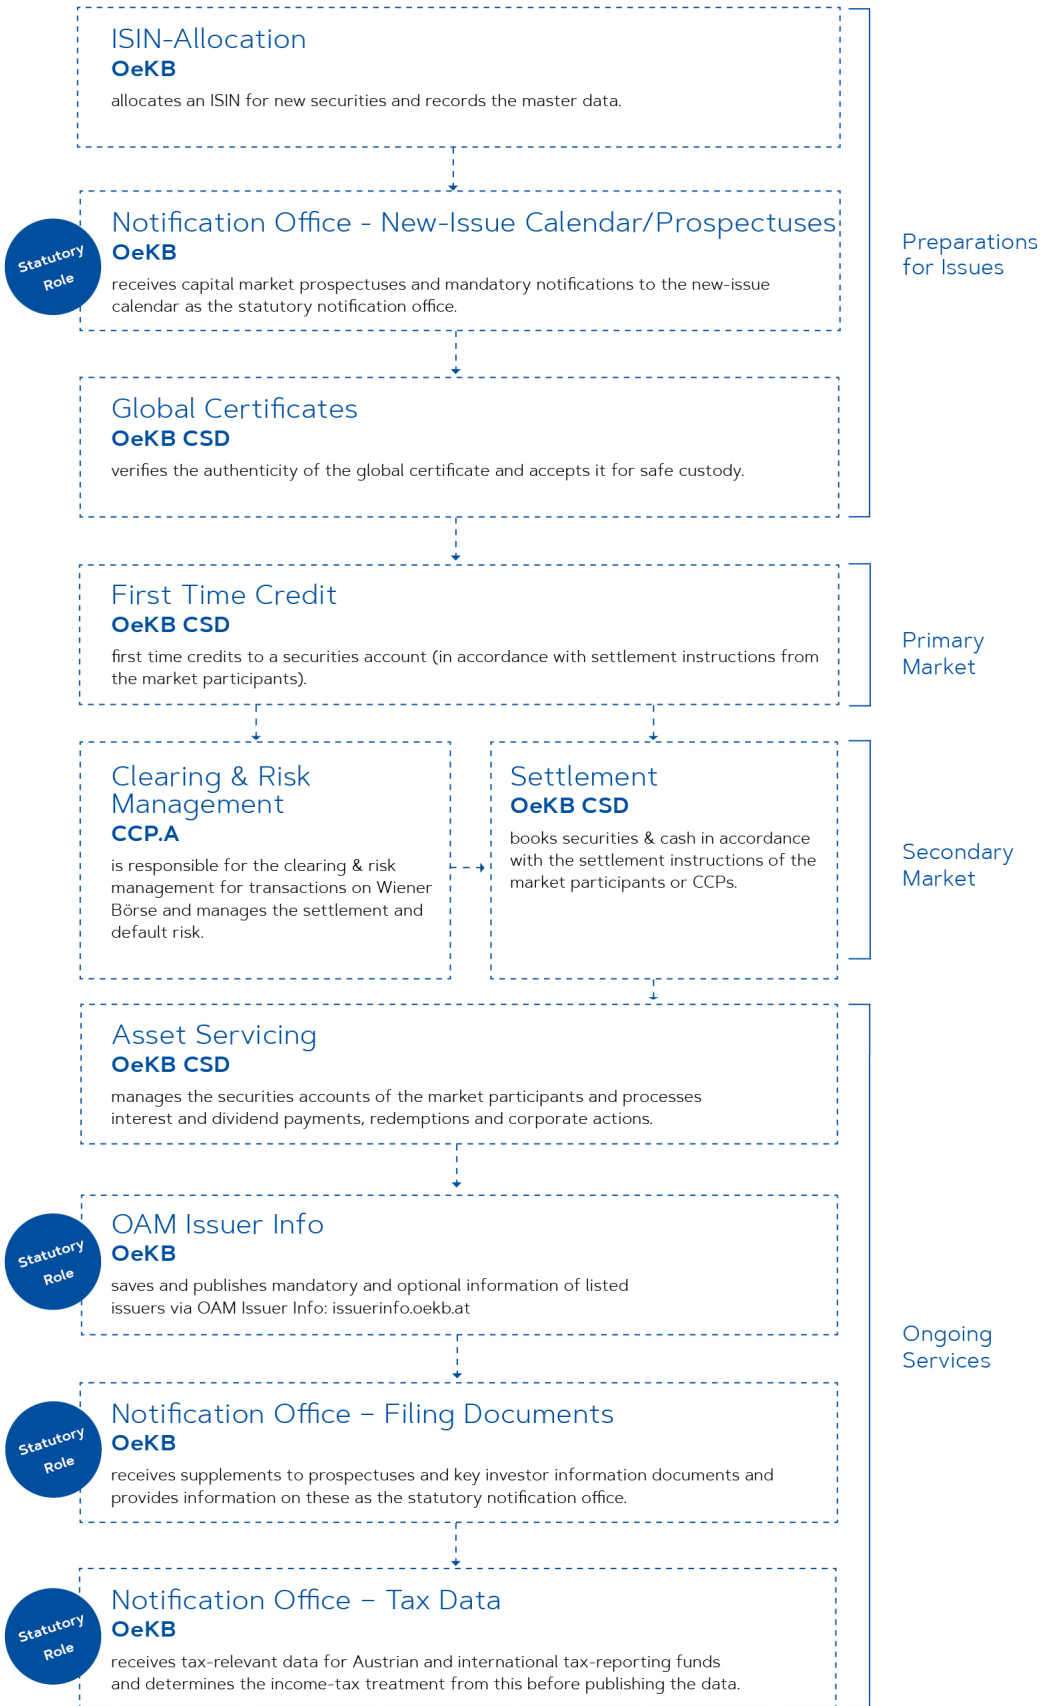 ISIN-Allocation
OeKB
allocates an ISIN for new securities and records the master data.
Statutory
Role
Notification Office - New-Issue Calendar/Prospectuses
OeKB
receives capital market prospectuses and mandatory notifications to the new-issue
calendar as the statutory notification office.
Preparations
for Issues
Global Certificates
OeKB CSD
verifies the authenticity of the global certificate and accepts it for safe custody.
First Time Credit
OeKB CSD
first time credits to a securities account (in accordance with settlement instructions from
the market participants).
Primary
Market
Clearing & Risk
Management
CCP.A
is responsible for the clearing & risk
management for transactions on Wiener
Börse and manages the settlement and
default risk.
Settlement
OeKB CSD
books securities & cash in accordance
with the settlement instructions of the
market participants or CCPs.
Secondary
Market
Asset Servicing
OeKB CSD
manages the securities accounts of the market participants and processes
interest and dividend payments, redemptions and corporate actions.
Statutory
Role
OAM Issuer Info
OeKB
saves and publishes mandatory and optional information of listed
issuers via OAM Issuer Info: issuerinfo.oekb.at
Ongoing
Services
Statutory
Role
Notification Office – Filing Documents
OeKB
receives supplements to prospectuses and key investor information documents and
provides information on these as the statutory notification office.
Statutory
Role
Notification Office – Tax Data
OeKB
receives tax-relevant data for Austrian and international tax-reporting funds
and determines the income-tax treatment from this before publishing the data.